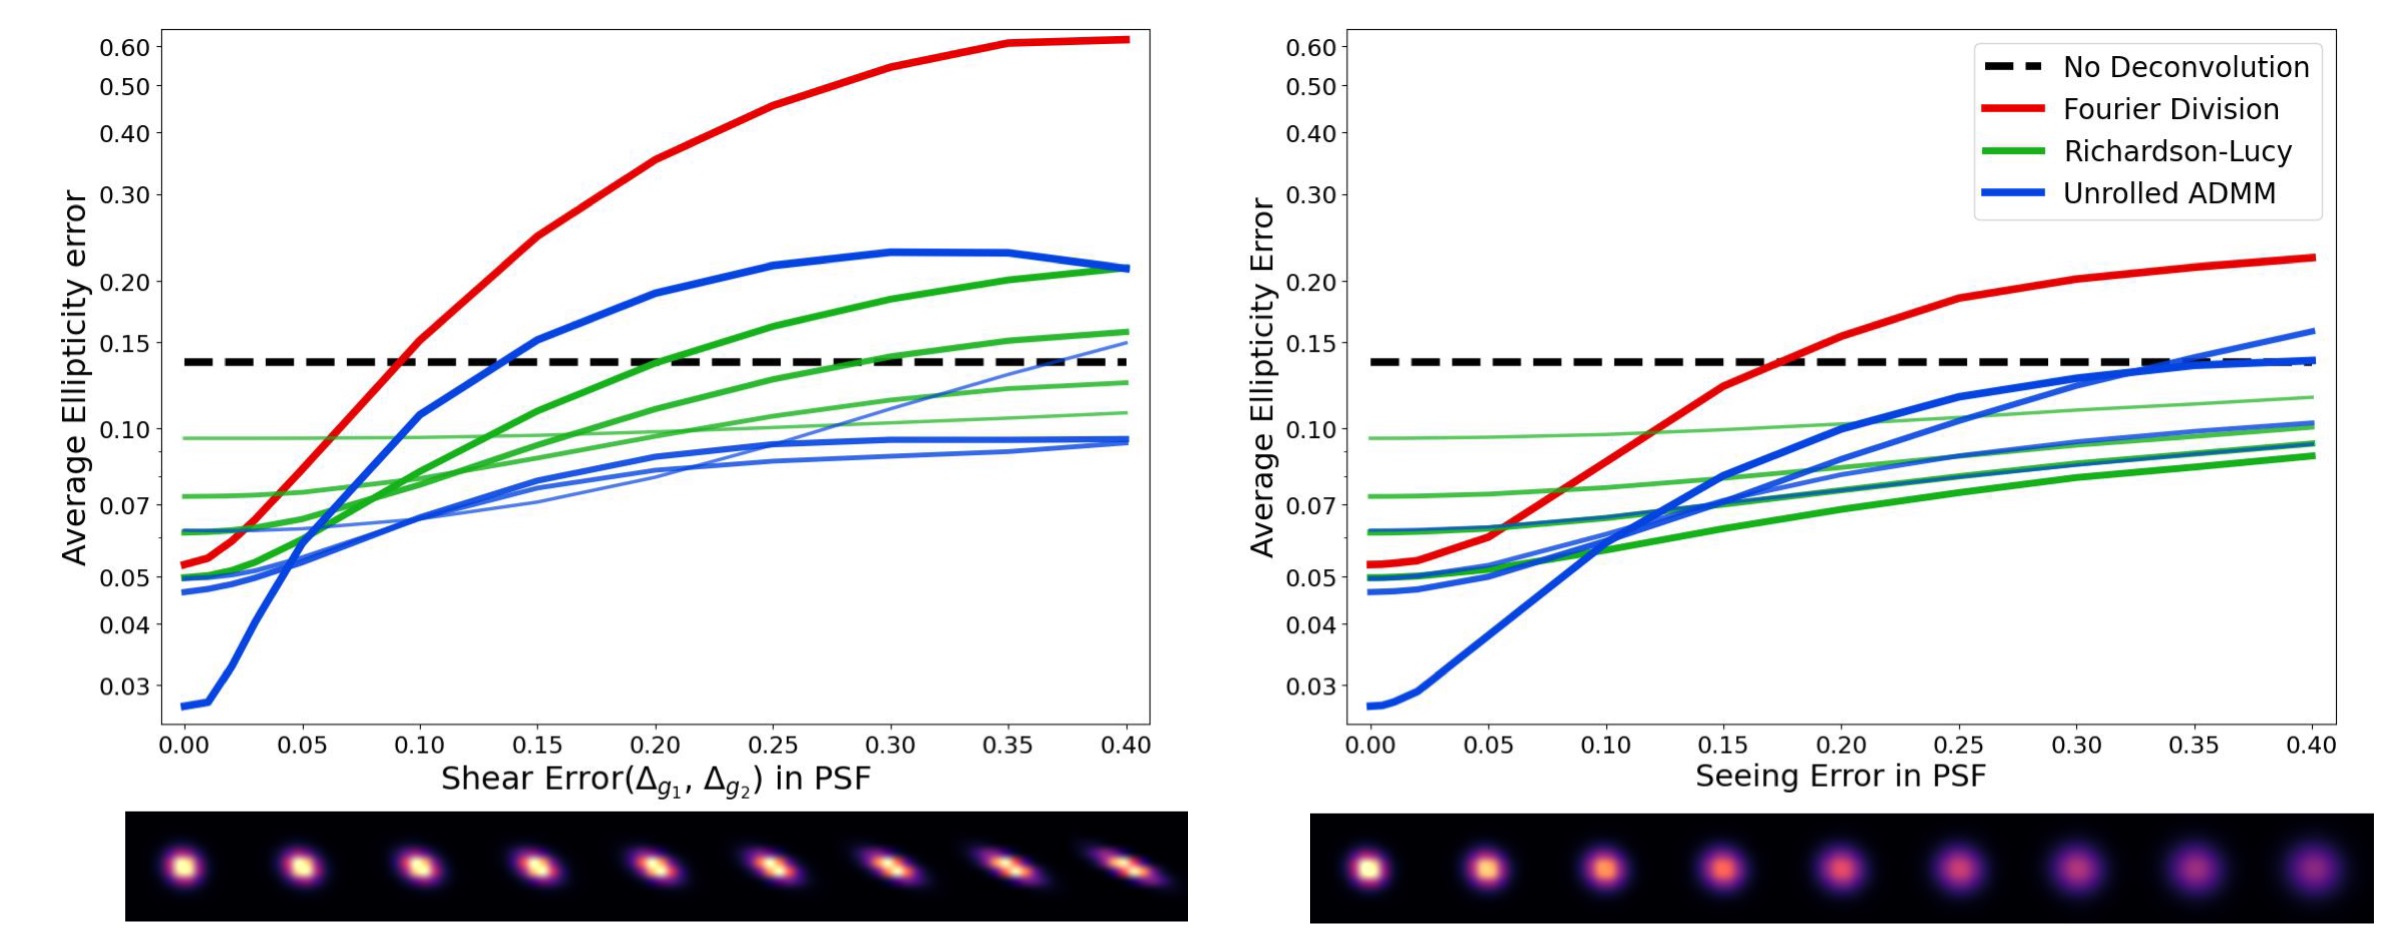 0.60
0.50
0.40
0.30
0.20
0.15
0.10
0.07
0.05
0.04
0.03
Average Ellipticity error
0.00 0.05 0.10 0.15 0.20 0.25 0.30 0.35 0.40
Shear Error(Δg₁, Δg₂) in PSF
0.60
0.50
0.40
0.30
0.20
0.15
0.10
0.07
0.05
0.04
0.03
Average Ellipticity Error
No Deconvolution
Fourier Division
Richardson-Lucy
Unrolled ADMM
0.00 0.05 0.10 0.15 0.20 0.25 0.30 0.35 0.40
Seeing Error in PSF